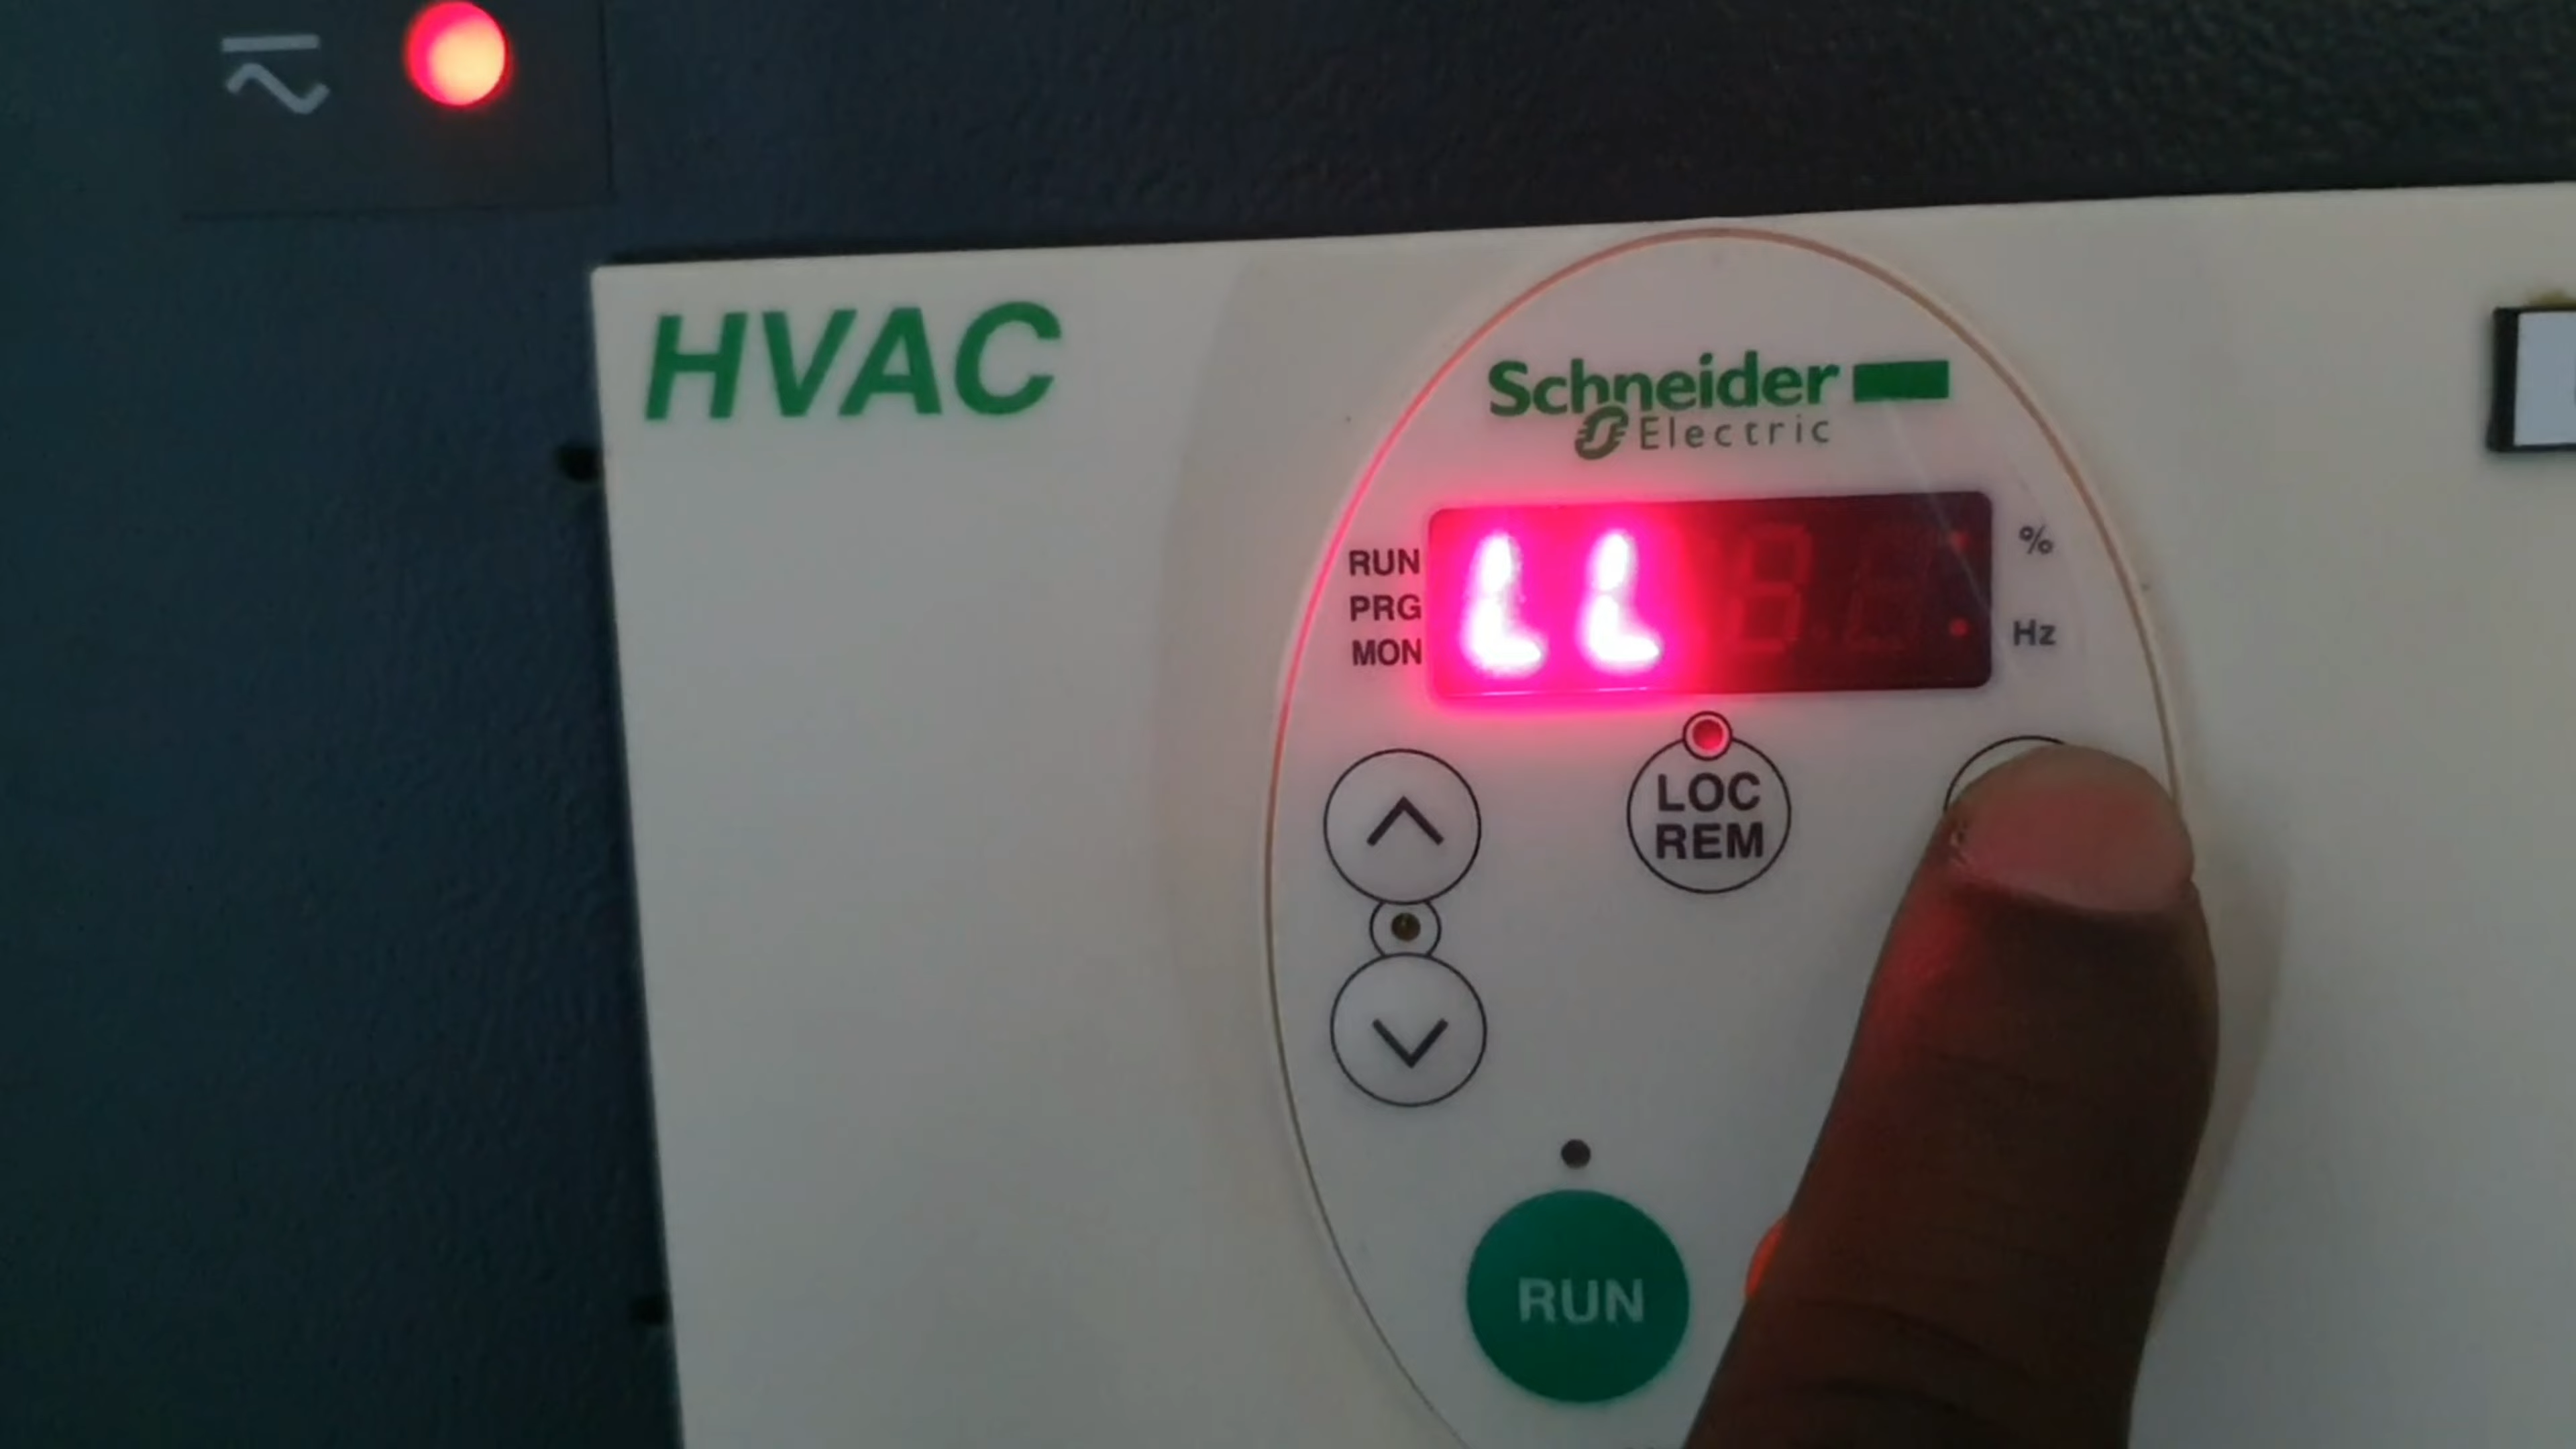 HVAC
Schneider
Electric
RUN
PRG
MON
LL
%
Hz
LOC
REM
RUN